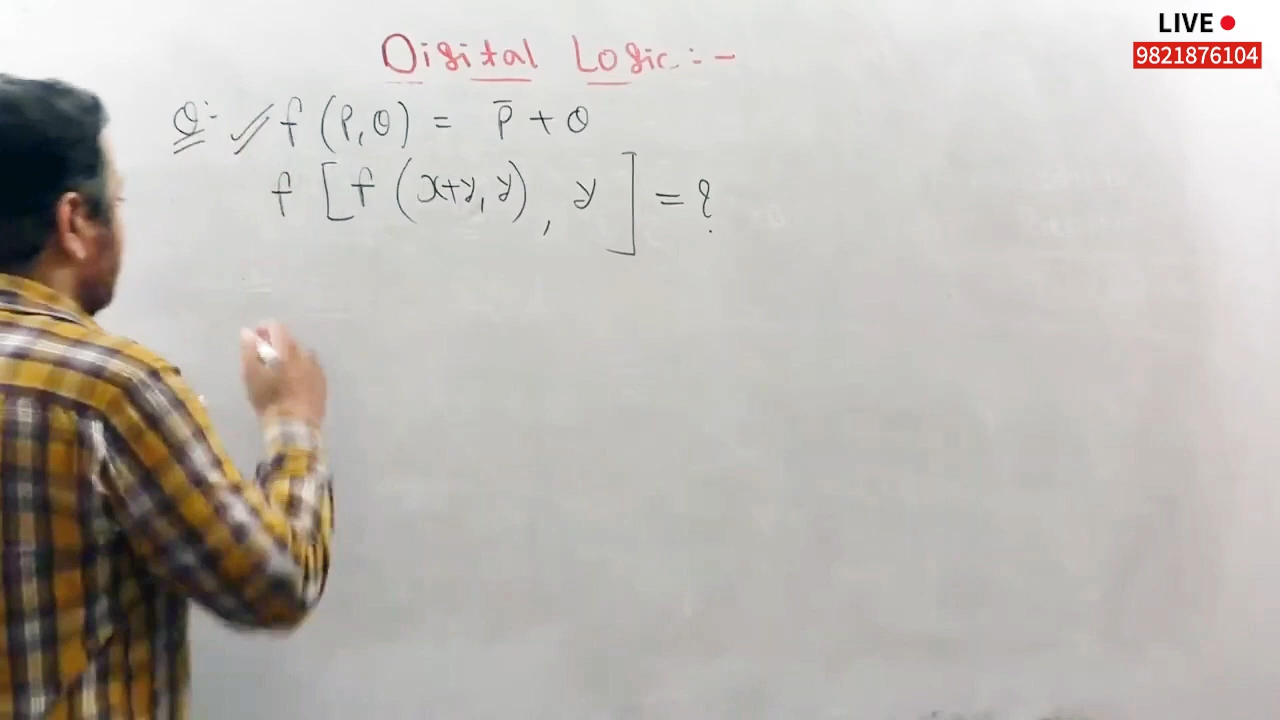 LIVE
9821876104
Digital Logic :-
Q:- f (P, Q) = P̅ + Q
f [ f (x+y, y) , y ] = ?